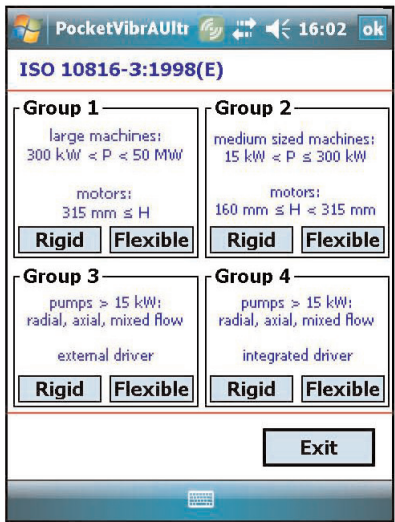 PocketVibrAUltr 16:02 ok
ISO 10816-3:1998(E)
Group 1
large machines:
300 kW < P < 50 MW
motors:
315 mm ≤ H
Rigid Flexible
Group 2
medium sized machines:
15 kW < P ≤ 300 kW
motors:
160 mm ≤ H < 315 mm
Rigid Flexible
Group 3
pumps > 15 kW:
radial, axial, mixed flow
external driver
Rigid Flexible
Group 4
pumps > 15 kW:
radial, axial, mixed flow
integrated driver
Rigid Flexible
Exit